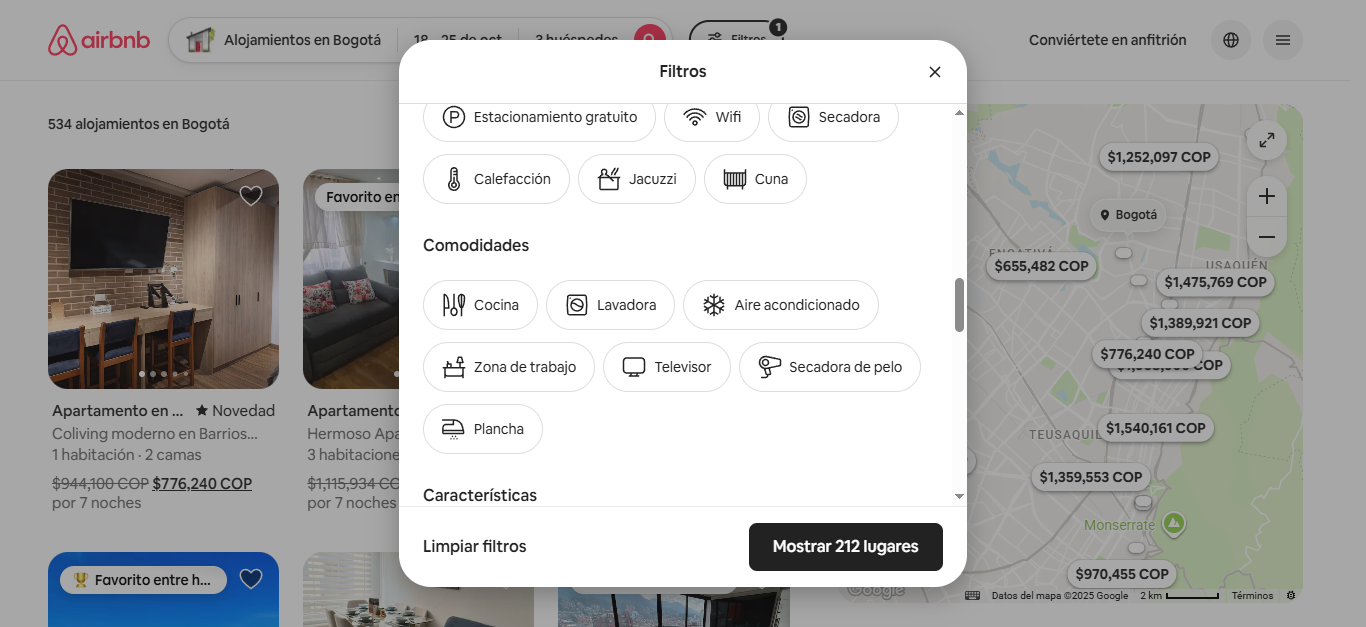 airbnb
Alojamientos en Bogotá
18 – 25 de oct
3 huéspedes
Filtros
1
Conviértete en anfitrión
534 alojamientos en Bogotá
Filtros
Estacionamiento gratuito
Wifi
Secadora
Calefacción
Jacuzzi
Cuna
Comodidades
Cocina
Lavadora
Aire acondicionado
Zona de trabajo
Televisor
Secadora de pelo
Plancha
Características
Limpiar filtros
Mostrar 212 lugares
Apartamento en ...
Novedad
Coliving moderno en Barrios...
1 habitación · 2 camas
$944,100 COP $776,240 COP
por 7 noches
Favorito en
Apartamento
Hermoso Apa
3 habitacione
$1,115,934 CO
por 7 noches
Favorito entre h...
$1,252,097 COP
Bogotá
ENGATIVÁ
$655,482 COP
USAQUÉN
$1,475,769 COP
$1,389,921 COP
$776,240 COP
COP
TEUSAQUIL
$1,540,161 COP
$1,359,553 COP
Monserrate
$970,455 COP
Google
Datos del mapa ©2025 Google
2 km
Términos